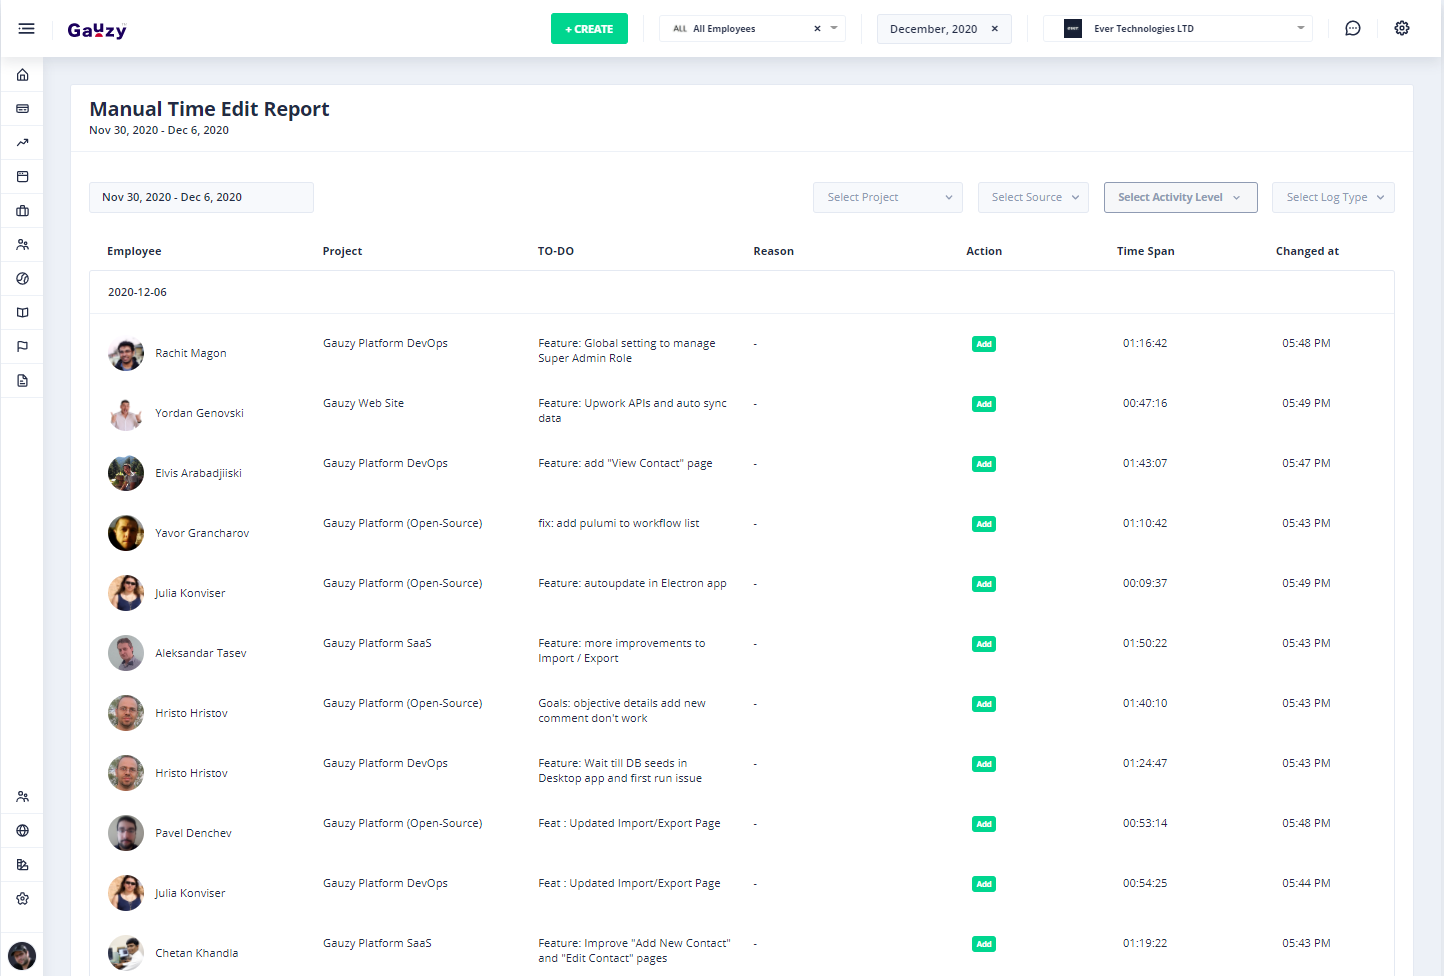 Gauzy
+ CREATE
ALL All Employees ×
December, 2020 ×
ever Ever Technologies LTD
Manual Time Edit Report
Nov 30, 2020 - Dec 6, 2020
Nov 30, 2020 - Dec 6, 2020
Select Project
Select Source
Select Activity Level
Select Log Type
Employee Project TO-DO Reason Action Time Span Changed at
2020-12-06
Rachit Magon Gauzy Platform DevOps Feature: Global setting to manage - Add 01:16:42 05:48 PM
Super Admin Role
Yordan Genovski Gauzy Web Site Feature: Upwork APIs and auto sync - Add 00:47:16 05:49 PM
data
Elvis Arabadjiiski Gauzy Platform DevOps Feature: add "View Contact" page - Add 01:43:07 05:47 PM
Yavor Grancharov Gauzy Platform (Open-Source) fix: add pulumi to workflow list - Add 01:10:42 05:43 PM
Julia Konviser Gauzy Platform (Open-Source) Feature: autoupdate in Electron app - Add 00:09:37 05:49 PM
Aleksandar Tasev Gauzy Platform SaaS Feature: more improvements to - Add 01:50:22 05:43 PM
Import / Export
Hristo Hristov Gauzy Platform (Open-Source) Goals: objective details add new - Add 01:40:10 05:43 PM
comment don't work
Hristo Hristov Gauzy Platform DevOps Feature: Wait till DB seeds in - Add 01:24:47 05:43 PM
Desktop app and first run issue
Pavel Denchev Gauzy Platform (Open-Source) Feat : Updated Import/Export Page - Add 00:53:14 05:48 PM
Julia Konviser Gauzy Platform DevOps Feat : Updated Import/Export Page - Add 00:54:25 05:44 PM
Chetan Khandla Gauzy Platform SaaS Feature: Improve "Add New Contact" - Add 01:19:22 05:43 PM
and "Edit Contact" pages